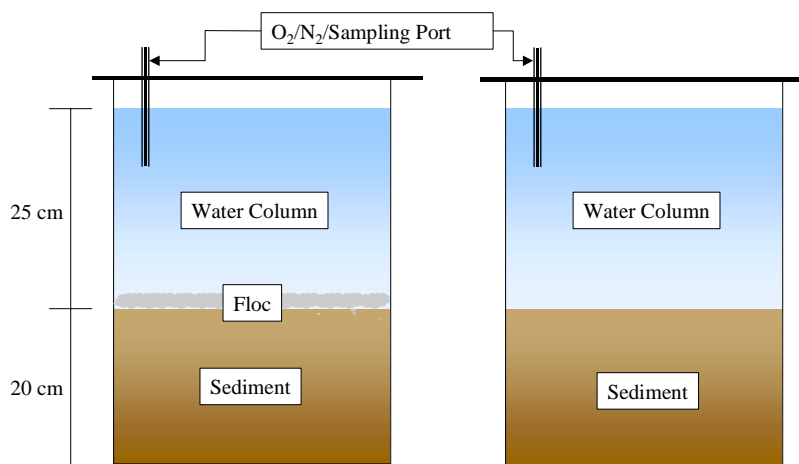 O₂/N₂/Sampling Port
25 cm
Water Column
Water Column
Floc
20 cm
Sediment
Sediment